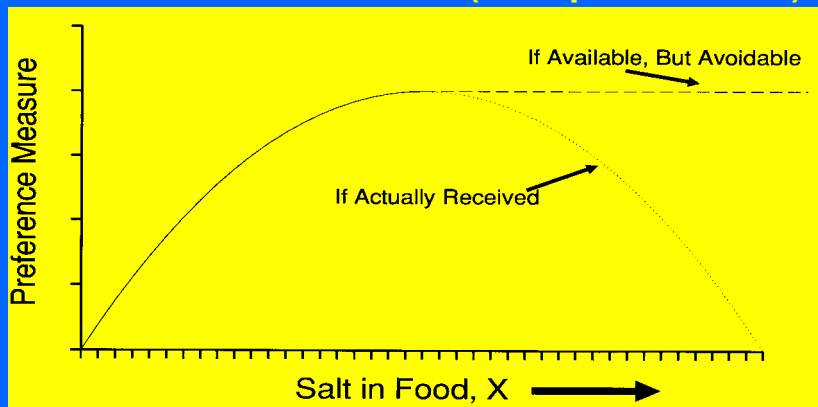 If Available, But Avoidable
Preference Measure
If Actually Received
Salt in Food, X